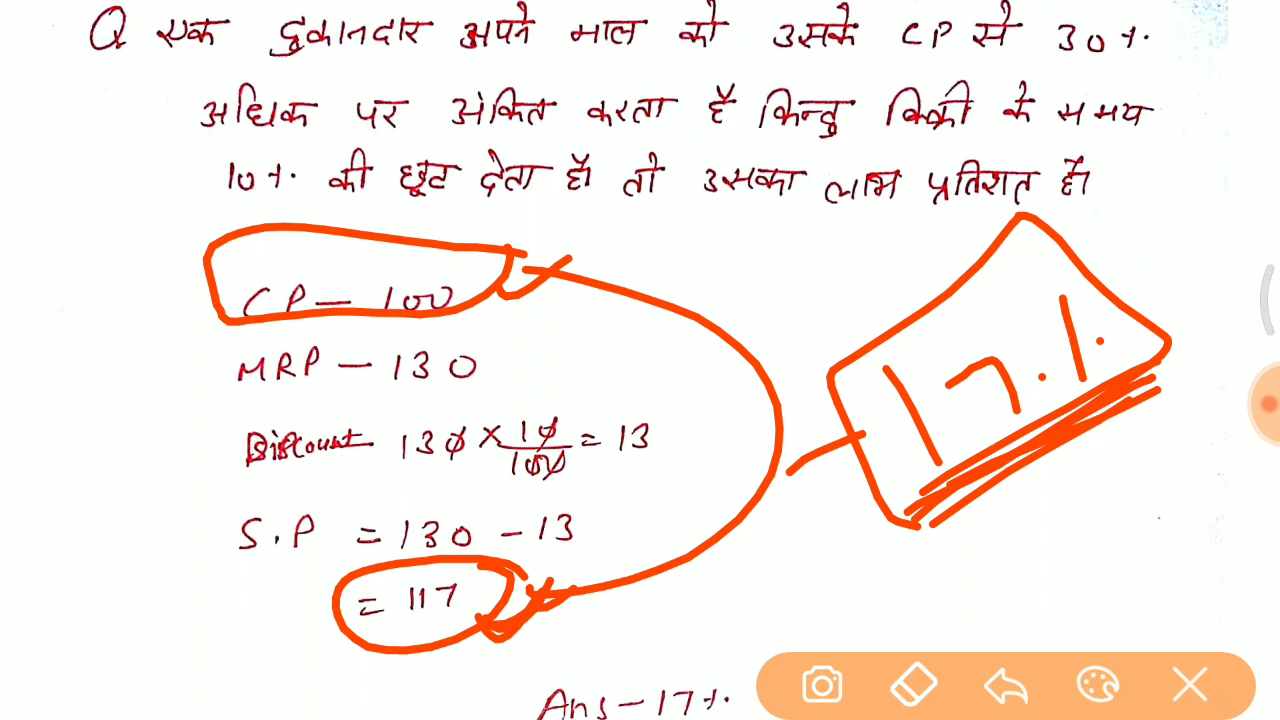 Q एक दुकानदार अपने माल को उसके CP से 30%
अधिक पर अंकित करता है किन्तु बिक्री के समय
10% की छूट देता है। तो उसका लाभ प्रतिशत है।
CP – 100
MRP – 130
Discount 130 × 10/100 = 13
S.P = 130 – 13
= 117
17%
Ans – 17%